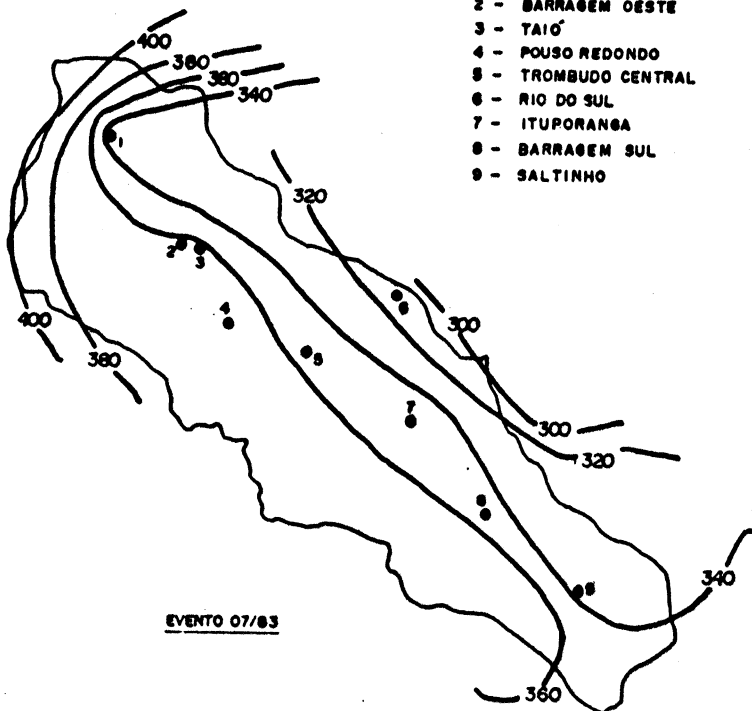 2 - BARRAGEM OESTE
3 - TAIÓ
4 - POUSO REDONDO
5 - TROMBUDO CENTRAL
6 - RIO DO SUL
7 - ITUPORANGA
8 - BARRAGEM SUL
9 - SALTINHO
400
380
380
340
1
320
2
3
6
4
300
400
5
380
7
300
320
8
9
340
EVENTO 07/83
360